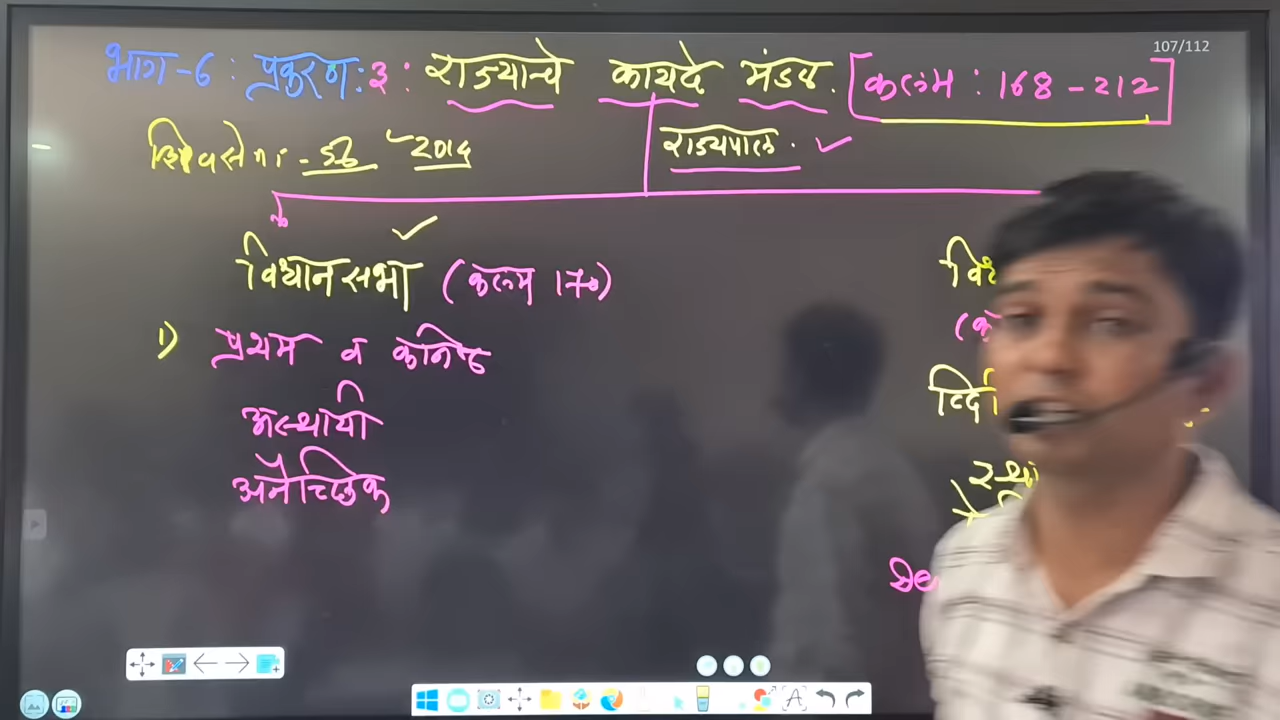 107/112
भाग-6 : प्रकरण : ३ : राज्याचे कायदे मंडळ. [कलम : 168 - 212]
शिवसेना - 56 2019
राज्यपाल.
विधानसभा (कलम 170)
1) प्रथम व कनिष्ठ
अस्थायी
अनैच्छिक